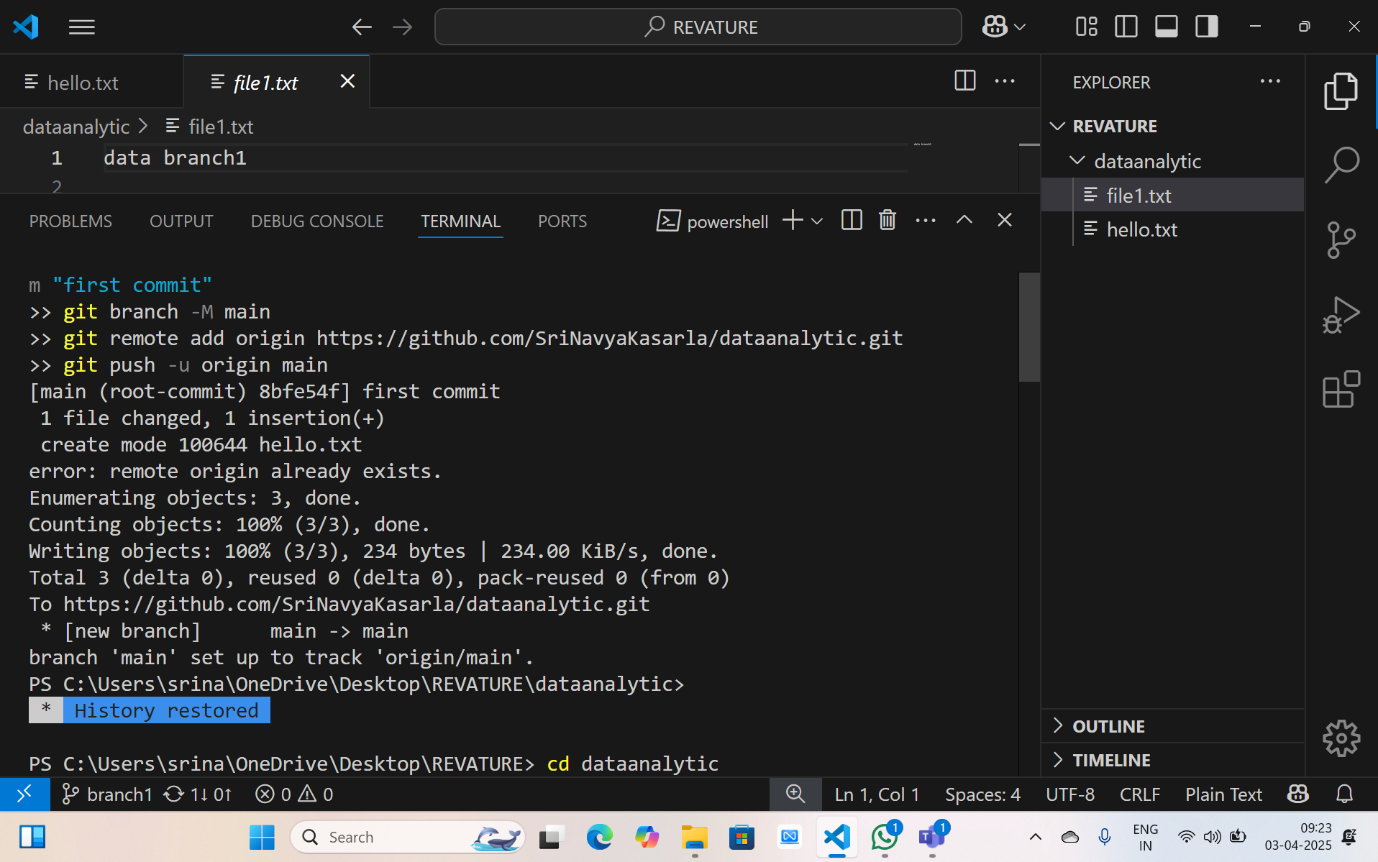 REVATURE
hello.txt
file1.txt
dataanalytic > file1.txt
1 data branch1
2
PROBLEMS OUTPUT DEBUG CONSOLE TERMINAL PORTS powershell
m "first commit"
>> git branch -M main
>> git remote add origin https://github.com/SriNavyaKasarla/dataanalytic.git
>> git push -u origin main
[main (root-commit) 8bfe54f] first commit
1 file changed, 1 insertion(+)
create mode 100644 hello.txt
error: remote origin already exists.
Enumerating objects: 3, done.
Counting objects: 100% (3/3), done.
Writing objects: 100% (3/3), 234 bytes | 234.00 KiB/s, done.
Total 3 (delta 0), reused 0 (delta 0), pack-reused 0 (from 0)
To https://github.com/SriNavyaKasarla/dataanalytic.git
* [new branch]      main -> main
branch 'main' set up to track 'origin/main'.
PS C:\Users\srina\OneDrive\Desktop\REVATURE\dataanalytic>
* History restored
PS C:\Users\srina\OneDrive\Desktop\REVATURE> cd dataanalytic
EXPLORER
REVATURE
dataanalytic
file1.txt
hello.txt
OUTLINE
TIMELINE
branch1 1↓ 0↑ 0 0 Ln 1, Col 1 Spaces: 4 UTF-8 CRLF Plain Text
Search
1
1
ENG
IN
09:23
03-04-2025